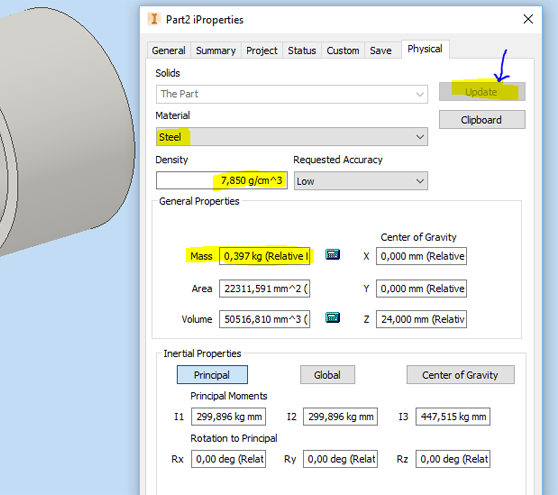 Part2 iProperties
General Summary Project Status Custom Save Physical
Solids
The Part
Update
Material
Clipboard
Steel
Density Requested Accuracy
7,850 g/cm^3 Low
General Properties
Center of Gravity
Mass 0,397 kg (Relative X 0,000 mm (Relative
Area 22311,591 mm^2 ( Y 0,000 mm (Relative
Volume 50516,810 mm^3 ( Z 24,000 mm (Relativ
Inertial Properties
Principal Global Center of Gravity
Principal Moments
I1 299,896 kg mm I2 299,896 kg mm I3 447,515 kg mm
Rotation to Principal
Rx 0,00 deg (Relat Ry 0,00 deg (Relat Rz 0,00 deg (Relat